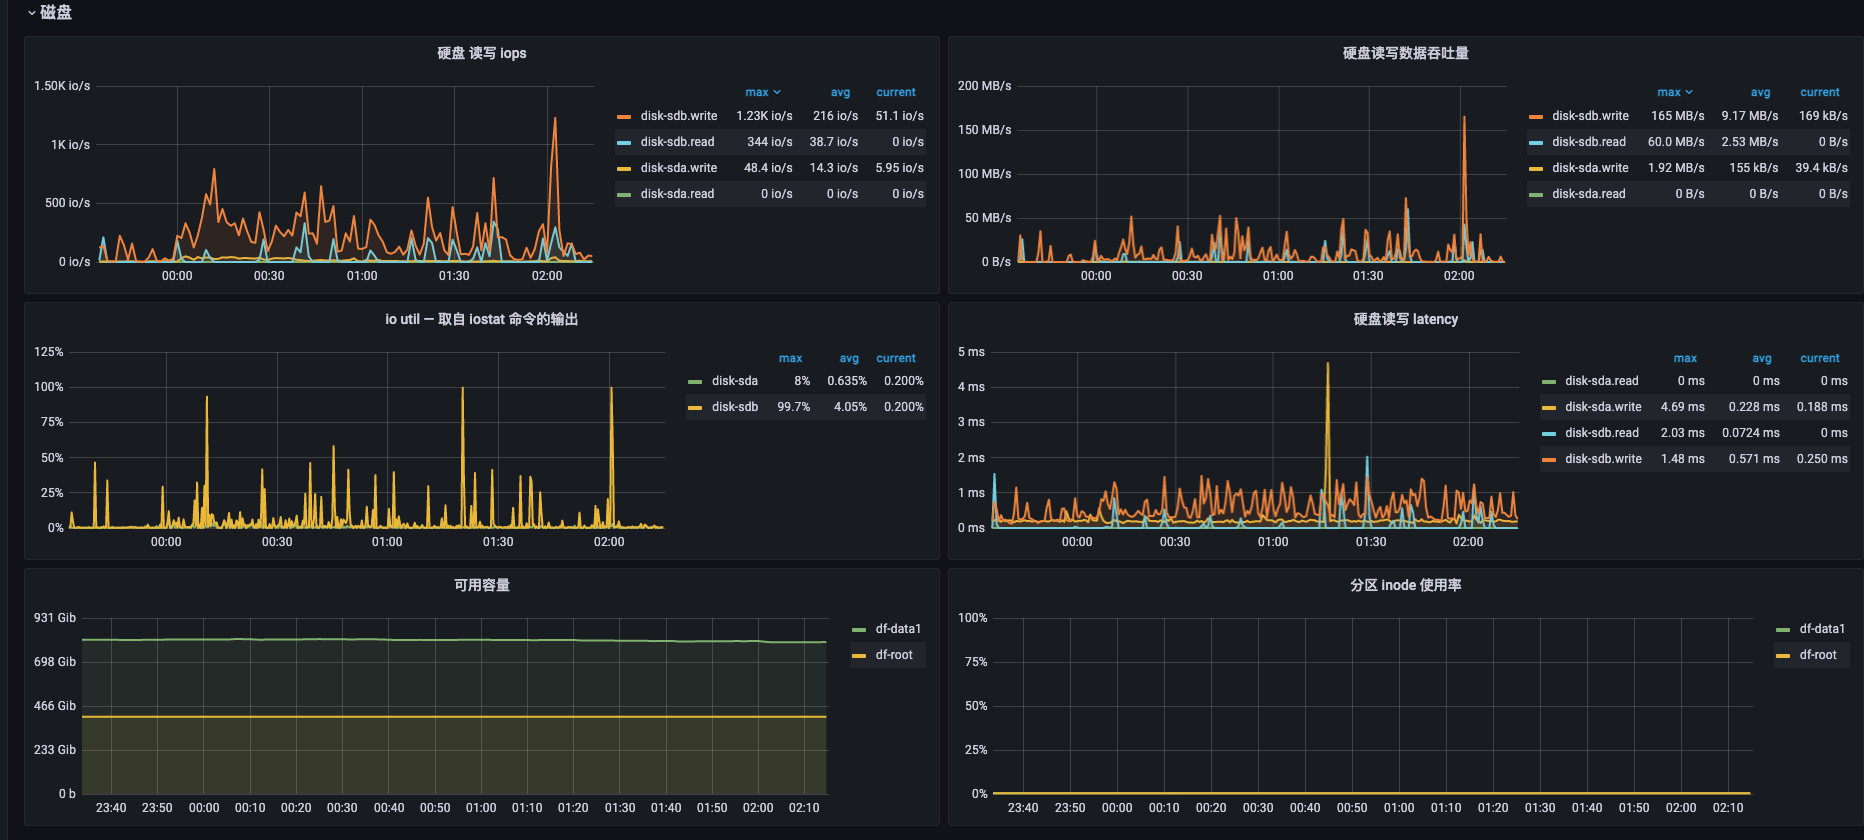 磁盘
硬盘 读写 iops
1.50K io/s
1K io/s
500 io/s
0 io/s
00:00 00:30 01:00 01:30 02:00
max avg current
disk-sdb.write 1.23K io/s 216 io/s 51.1 io/s
disk-sdb.read 344 io/s 38.7 io/s 0 io/s
disk-sda.write 48.4 io/s 14.3 io/s 5.95 io/s
disk-sda.read 0 io/s 0 io/s 0 io/s
硬盘读写数据吞吐量
200 MB/s
150 MB/s
100 MB/s
50 MB/s
0 B/s
00:00 00:30 01:00 01:30 02:00
max avg current
disk-sdb.write 165 MB/s 9.17 MB/s 169 kB/s
disk-sdb.read 60.0 MB/s 2.53 MB/s 0 B/s
disk-sda.write 1.92 MB/s 155 kB/s 39.4 kB/s
disk-sda.read 0 B/s 0 B/s 0 B/s
io util — 取自 iostat 命令的输出
125%
100%
75%
50%
25%
0%
00:00 00:30 01:00 01:30 02:00
max avg current
disk-sda 8% 0.635% 0.200%
disk-sdb 99.7% 4.05% 0.200%
硬盘读写 latency
5 ms
4 ms
3 ms
2 ms
1 ms
0 ms
00:00 00:30 01:00 01:30 02:00
max avg current
disk-sda.read 0 ms 0 ms 0 ms
disk-sda.write 4.69 ms 0.228 ms 0.188 ms
disk-sdb.read 2.03 ms 0.0724 ms 0 ms
disk-sdb.write 1.48 ms 0.571 ms 0.250 ms
可用容量
931 Gib
698 Gib
466 Gib
233 Gib
0 b
23:40 23:50 00:00 00:10 00:20 00:30 00:40 00:50 01:00 01:10 01:20 01:30 01:40 01:50 02:00 02:10
df-data1
df-root
分区 inode 使用率
100%
75%
50%
25%
0%
23:40 23:50 00:00 00:10 00:20 00:30 00:40 00:50 01:00 01:10 01:20 01:30 01:40 01:50 02:00 02:10
df-data1
df-root